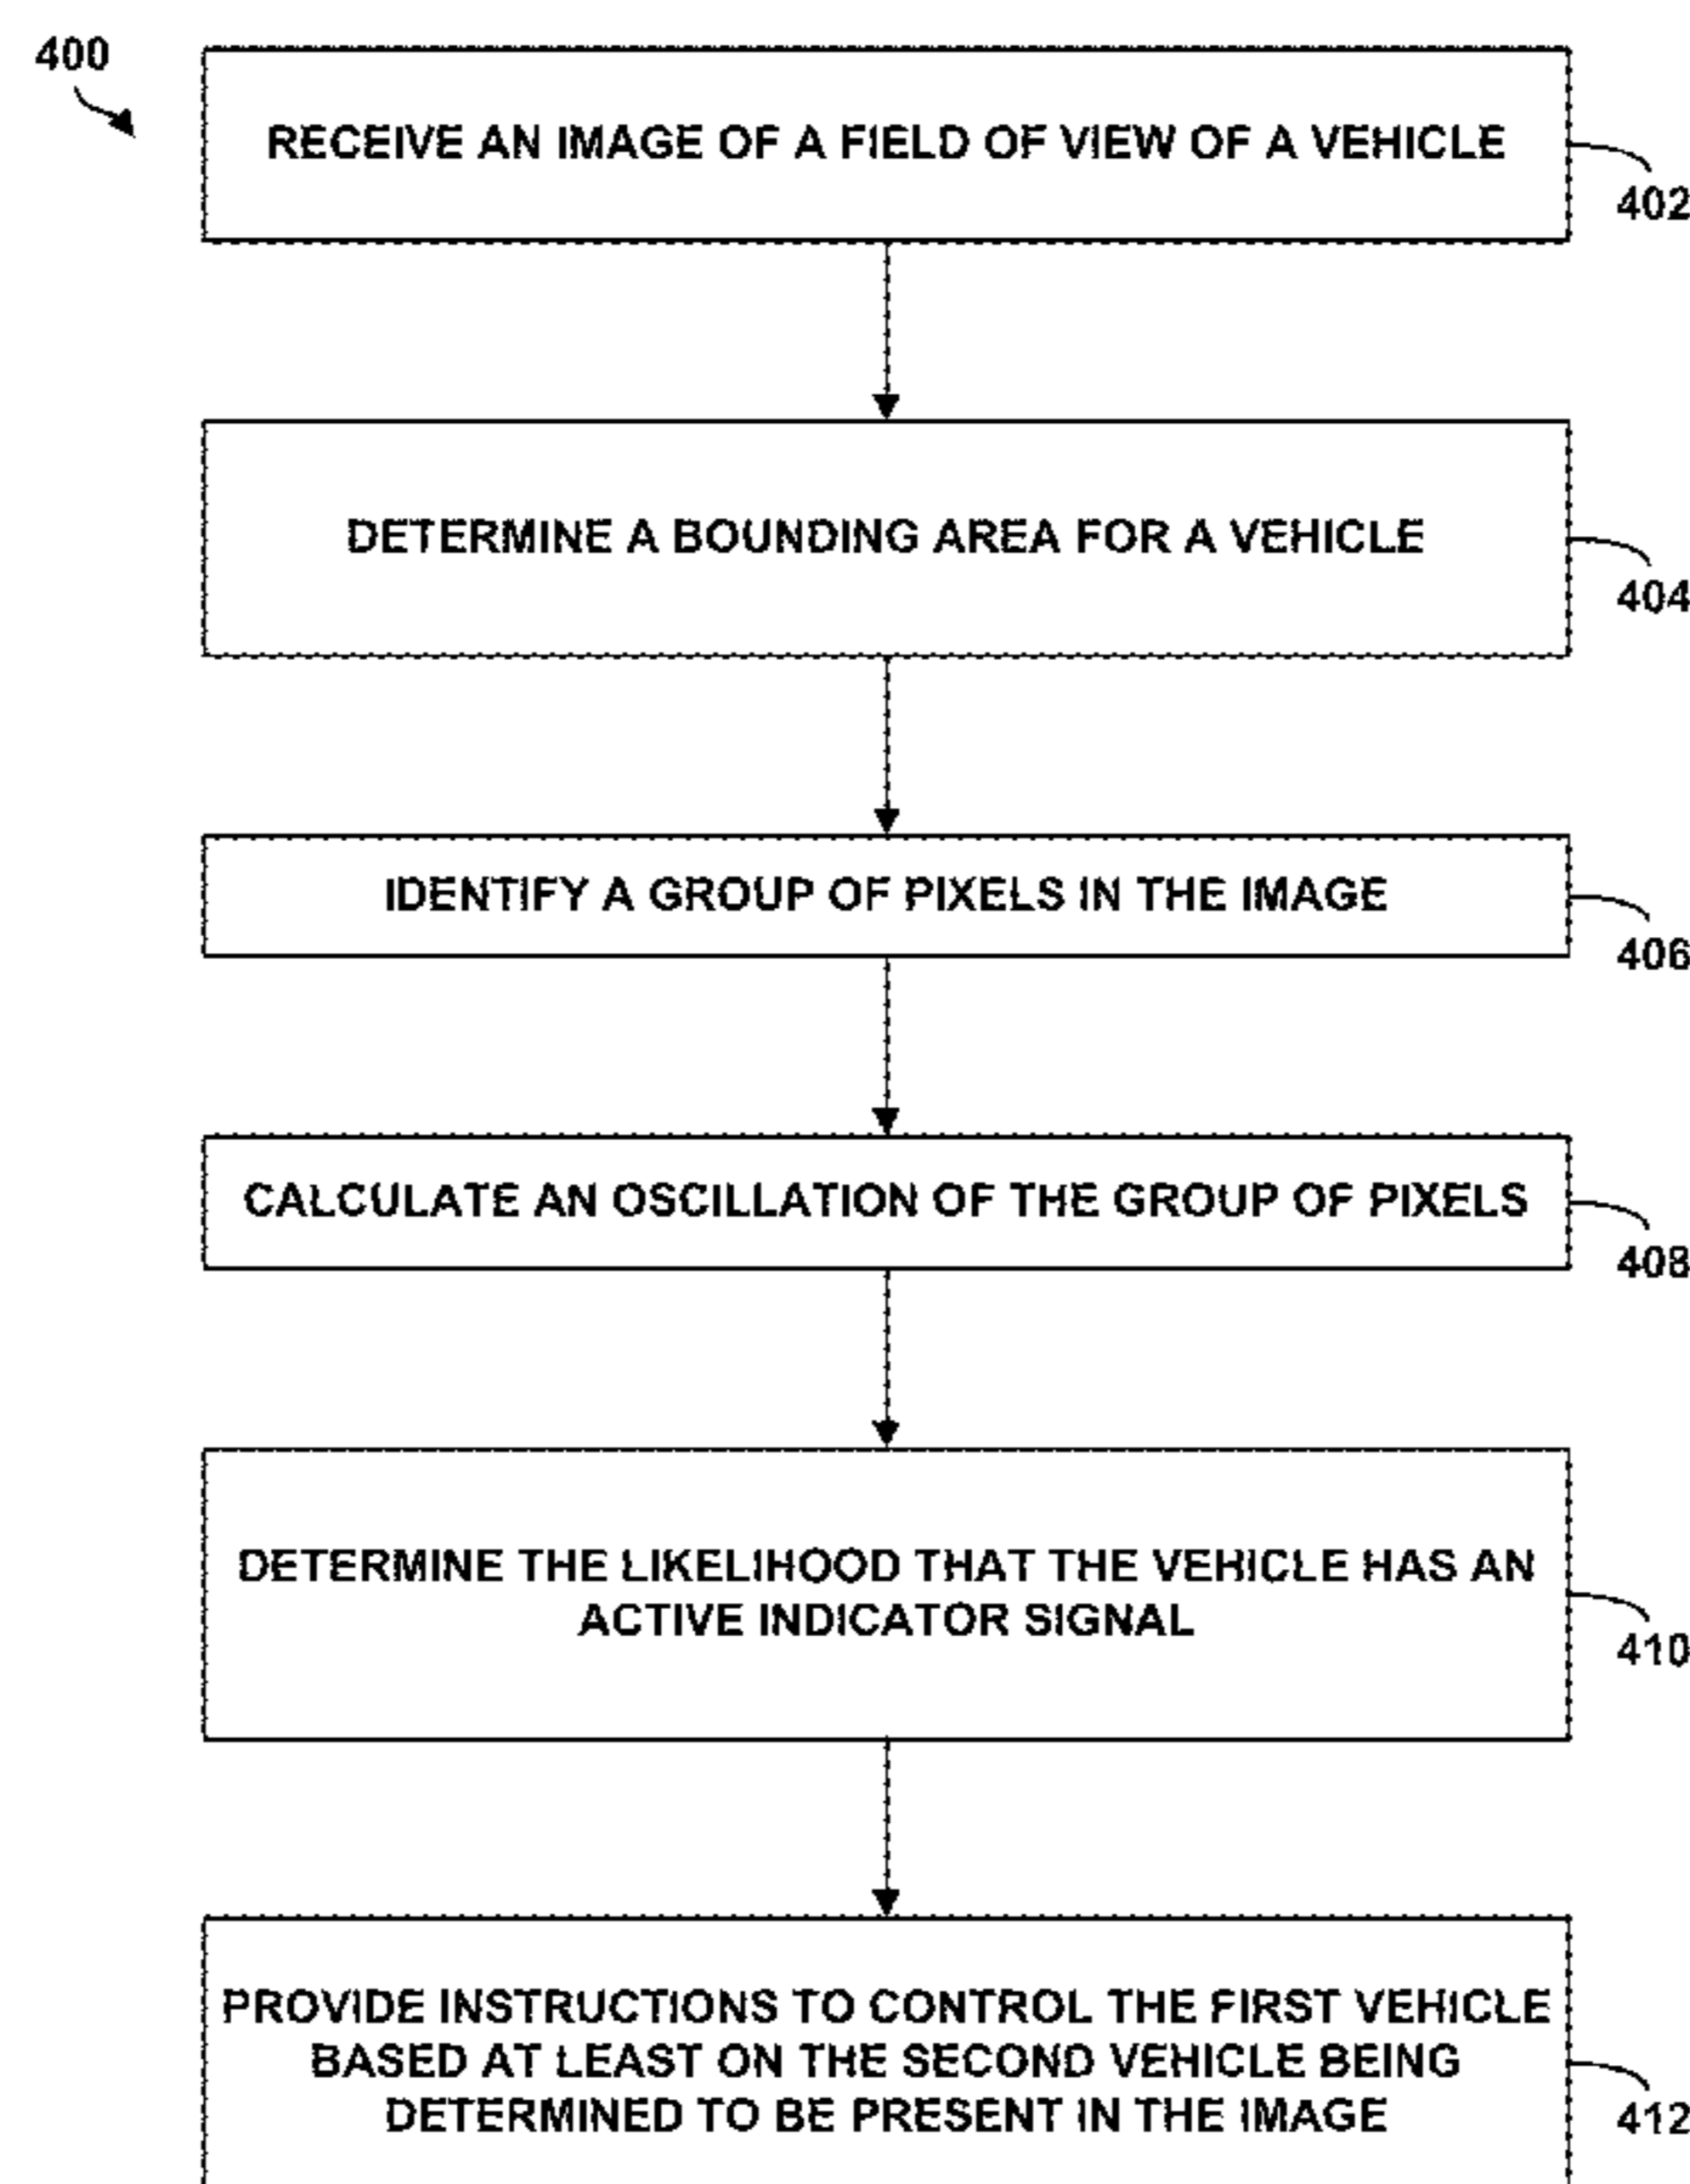 400
RECEIVE AN IMAGE OF A FIELD OF VIEW OF A VEHICLE
402
DETERMINE A BOUNDING AREA FOR A VEHICLE
404
IDENTIFY A GROUP OF PIXELS IN THE IMAGE
406
CALCULATE AN OSCILLATION OF THE GROUP OF PIXELS
408
DETERMINE THE LIKELIHOOD THAT THE VEHICLE HAS AN
ACTIVE INDICATOR SIGNAL
410
PROVIDE INSTRUCTIONS TO CONTROL THE FIRST VEHICLE
BASED AT LEAST ON THE SECOND VEHICLE BEING
DETERMINED TO BE PRESENT IN THE IMAGE
412